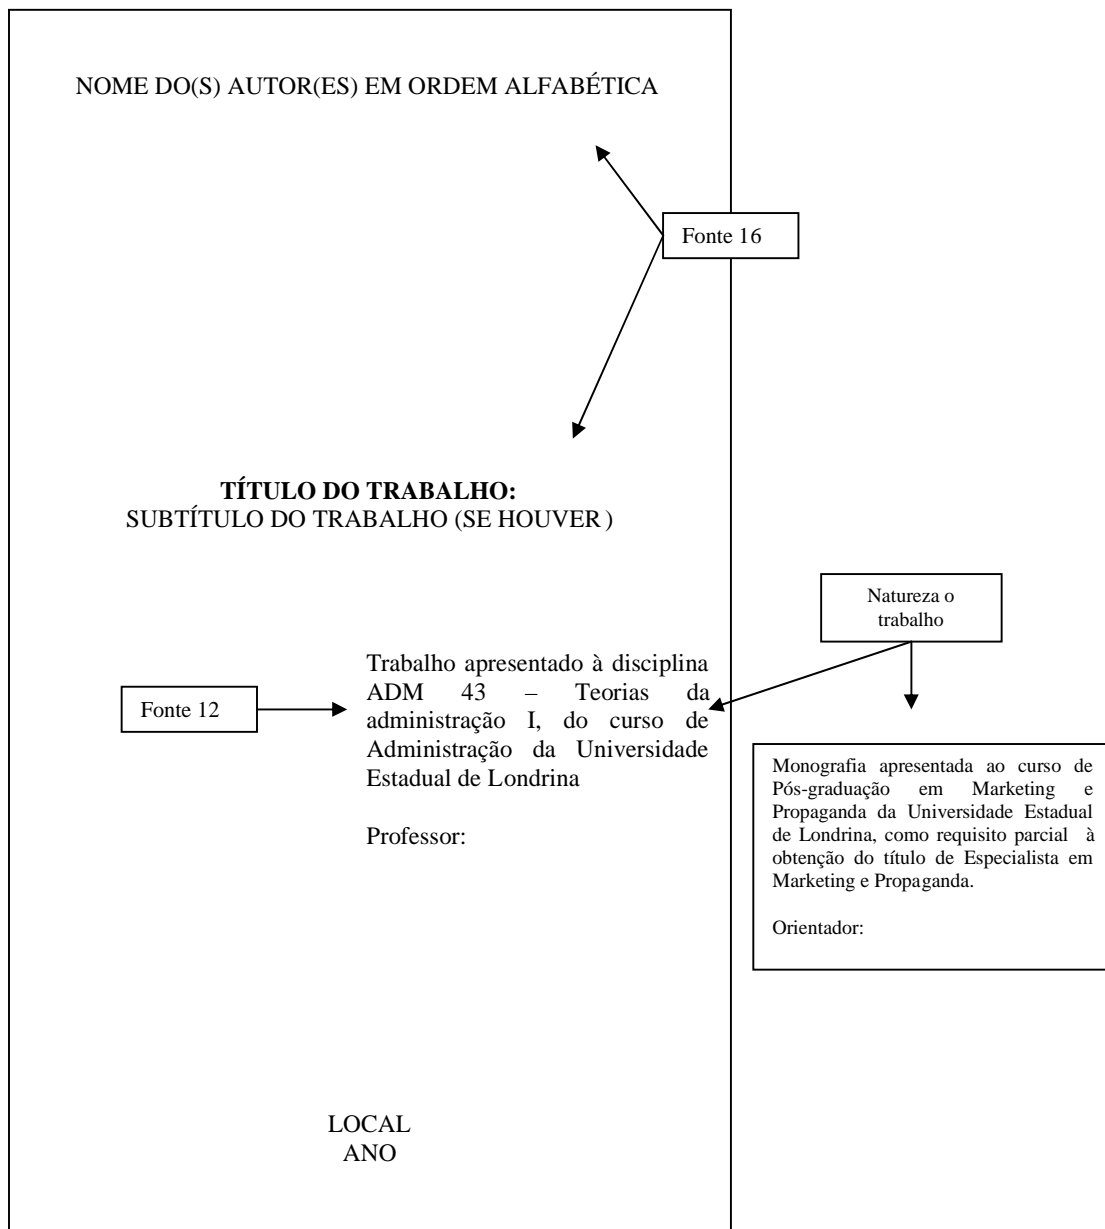 NOME DO(S) AUTOR(ES) EM ORDEM ALFABÉTICA
Fonte 16
TÍTULO DO TRABALHO:
SUBTÍTULO DO TRABALHO (SE HOUVER )
Natureza o
trabalho
Trabalho apresentado à disciplina
ADM 43 – Teorias da
administração I, do curso de
Administração da Universidade
Estadual de Londrina
Professor:
Fonte 12
Monografia apresentada ao curso de
Pós-graduação em Marketing e
Propaganda da Universidade Estadual
de Londrina, como requisito parcial à
obtenção do título de Especialista em
Marketing e Propaganda.
Orientador:
LOCAL
ANO